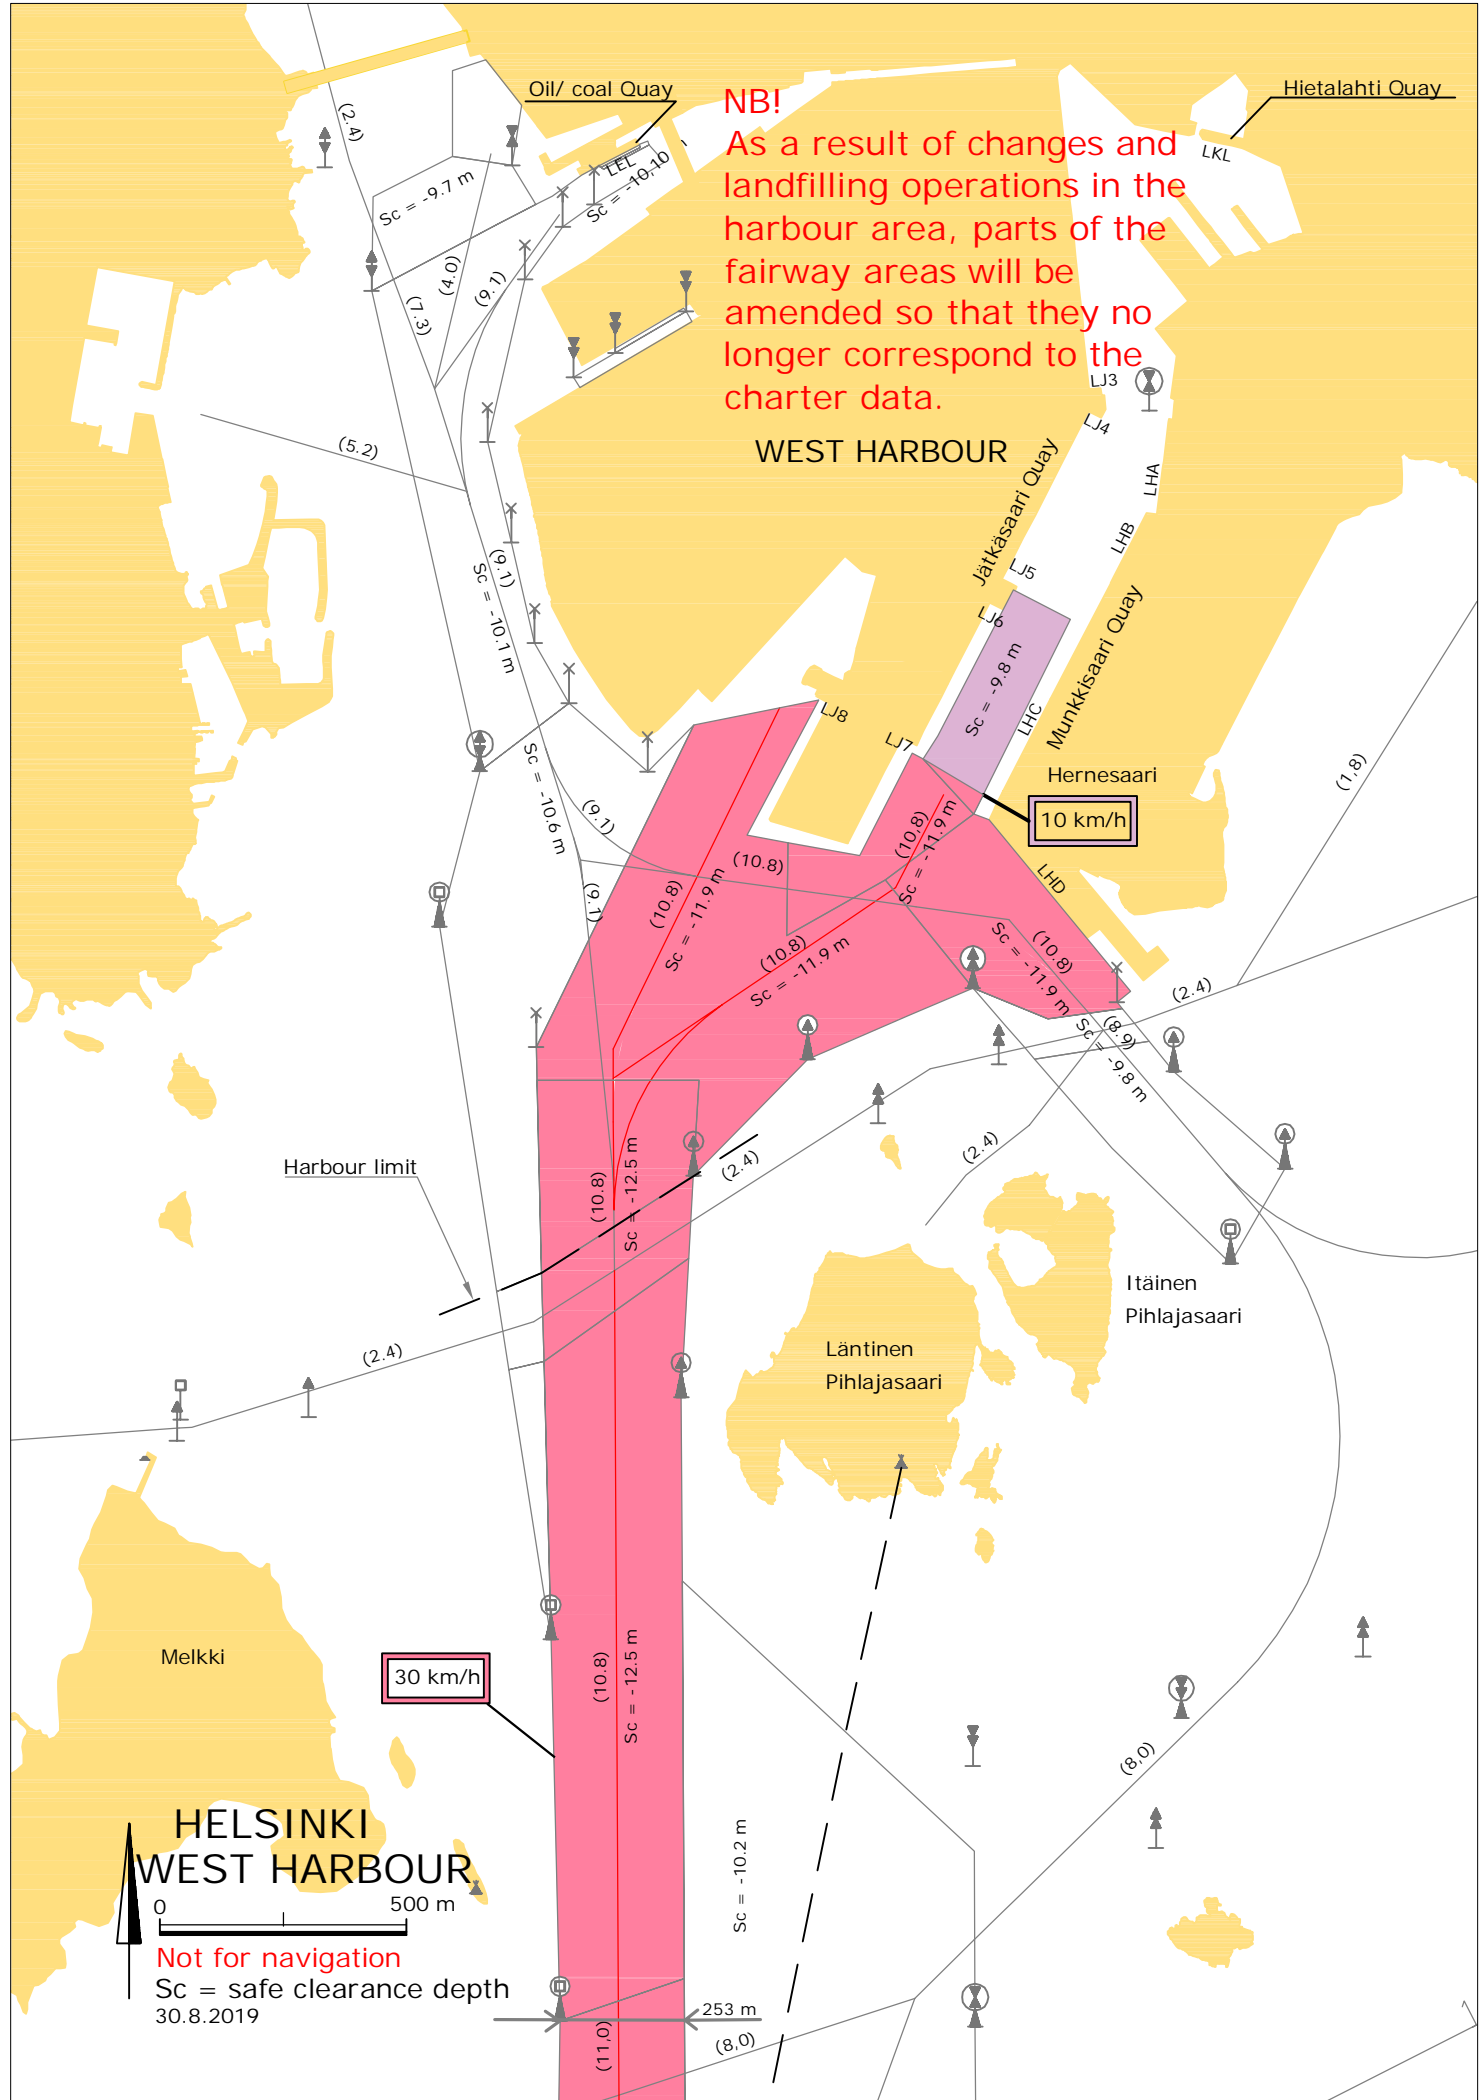 Oil/ coal Quay
NB!
As a result of changes and
landfilling operations in the
harbour area, parts of the
fairway areas will be
amended so that they no
longer correspond to the
charter data.
Hietalahti Quay
LKL
(2.4)
LEL
Sc = -10,10
Sc = -9.7 m
(4.0)
(9.1)
(7.3)
LJ3
LJ4
WEST HARBOUR
(5.2)
Jätkäsaari Quay
LHA
LHB
(9.1)
Sc = -10.1 m
LJ5
LJ6
Sc = -9.8 m
Munkkisaari Quay
LHC
LJ8
LJ7
Hernesaari
10 km/h
(1,8)
Sc = -10.6 m
(9.1)
(9.1)
(10.8)
(10.8)
Sc = -11.9 m
(10,8)
Sc = -11.9 m
LHD
(10.8)
Sc = -11.9 m
(10.8)
Sc = -11.9 m
(2.4)
(8.9)
Sc = -9.8 m
(2.4)
(2.4)
Harbour limit
(10.8)
Sc = -12.5 m
Itäinen
Pihlajasaari
Läntinen
Pihlajasaari
(2.4)
Melkki
30 km/h
(10.8)
Sc = -12.5 m
(8,0)
Sc = -10.2 m
HELSINKI
WEST HARBOUR
0
500 m
Not for navigation
Sc = safe clearance depth
30.8.2019
253 m
(11,0)
(8,0)